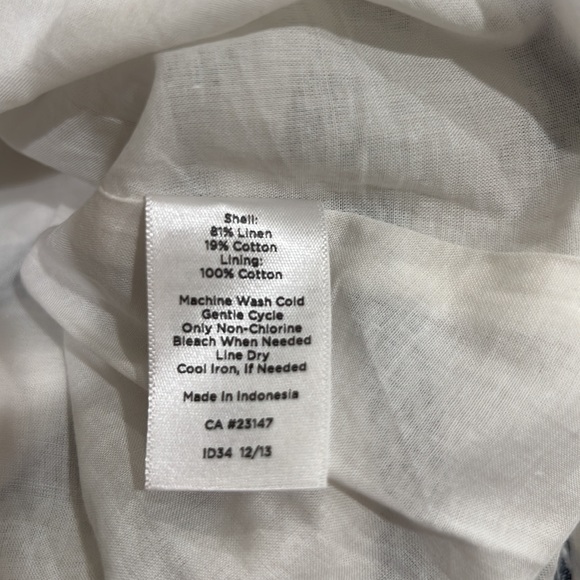 Shell:
81% Linen
19% Cotton
Lining:
100% Cotton
Machine Wash Cold
Gentle Cycle
Only Non-Chlorine
Bleach When Needed
Line Dry
Cool Iron, If Needed
Made In Indonesia
CA #23147
ID34 12/13